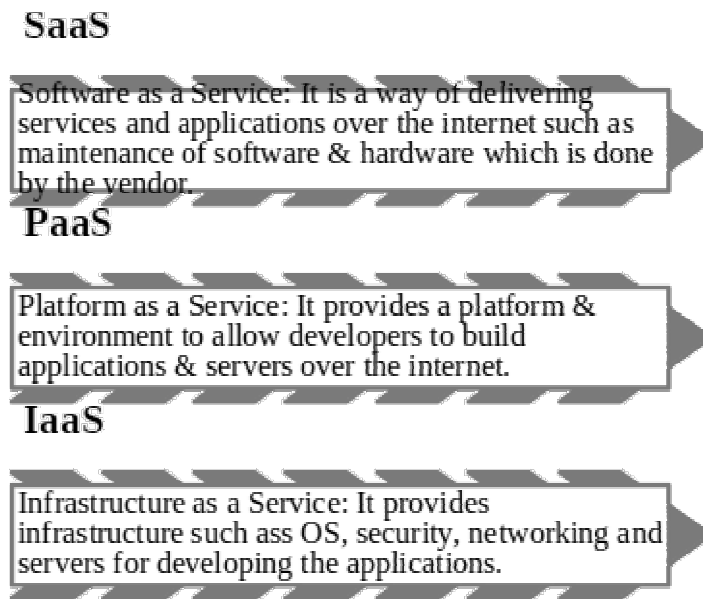 SaaS
Software as a Service: It is a way of delivering
services and applications over the internet such as
maintenance of software & hardware which is done
by the vendor.
PaaS
Platform as a Service: It provides a platform &
environment to allow developers to build
applications & servers over the internet.
IaaS
Infrastructure as a Service: It provides
infrastructure such ass OS, security, networking and
servers for developing the applications.